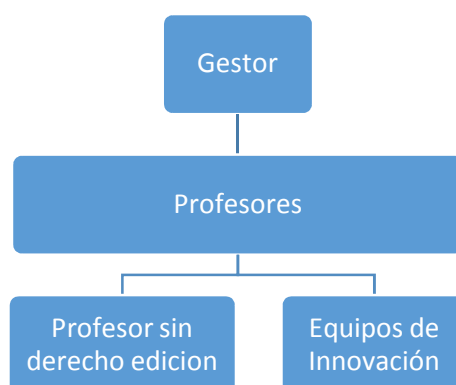 Gestor
Profesores
Profesor sin
derecho edicion
Equipos de
Innovación